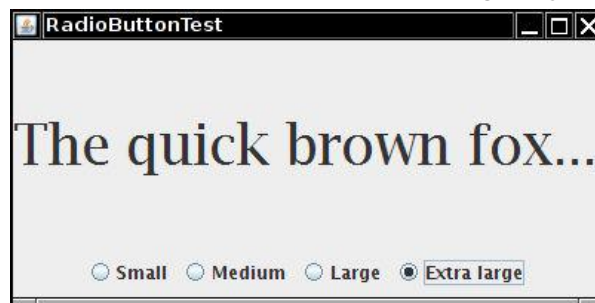 RadioButtonTest
The quick brown fox...
Small Medium Large Extra large